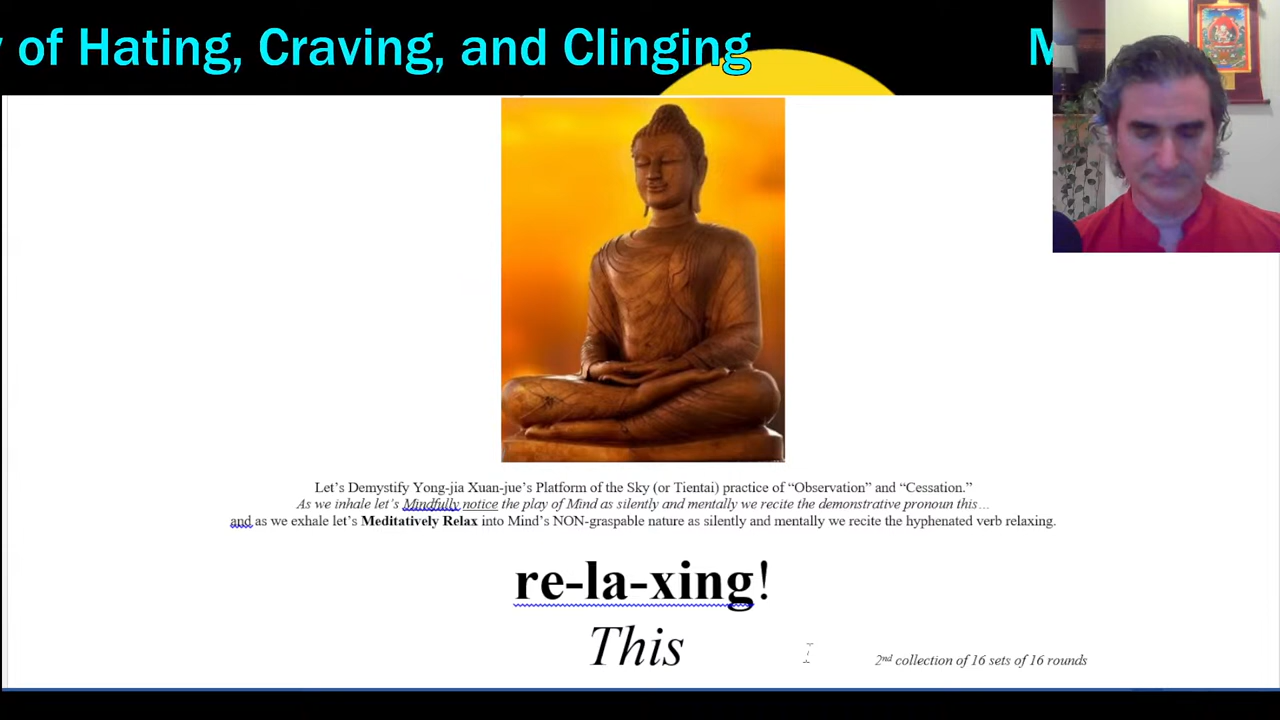 of Hating, Craving, and Clinging
Let's Demystify Yong-jia Xuan-jue's Platform of the Sky (or Tientai) practice of “Observation” and “Cessation.”
As we inhale let's Mindfully notice the play of Mind as silently and mentally we recite the demonstrative pronoun this…
and as we exhale let's Meditatively Relax into Mind's NON-graspable nature as silently and mentally we recite the hyphenated verb relaxing.
re-la-xing!
This
2nd collection of 16 sets of 16 rounds